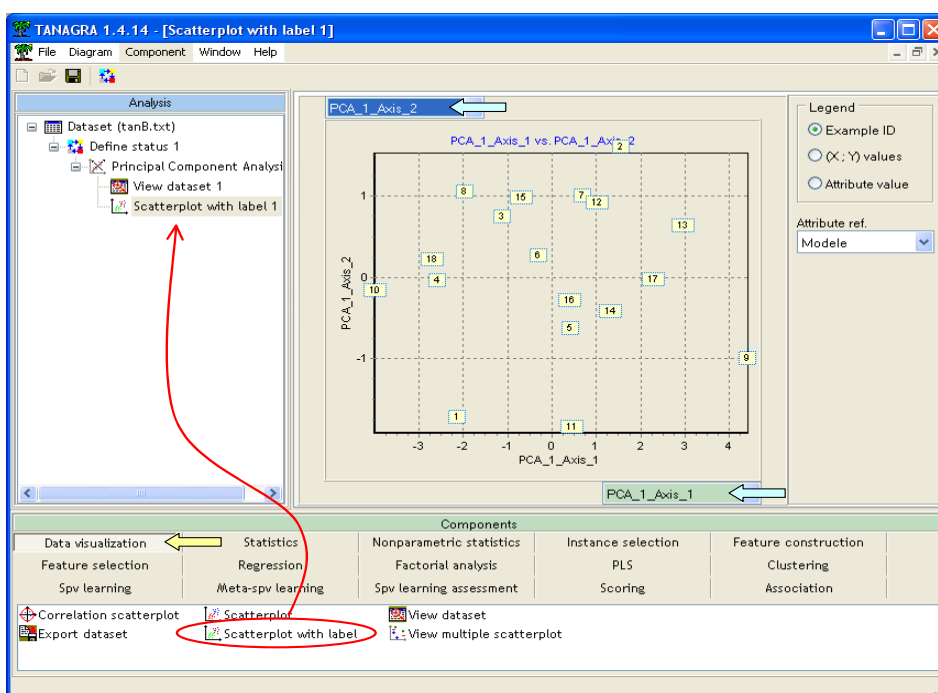 TANAGRA 1.4.14 - [Scatterplot with label 1]
File Diagram Component Window Help
Analysis
Dataset (tanB.txt)
Define status 1
Principal Component Analysi
View dataset 1
Scatterplot with label 1
PCA_1_Axis_2
PCA_1_Axis_1 vs. PCA_1_Axis_2
2
8
15
7
12
3
13
6
18
4
17
10
16
14
5
9
1
11
1
0
-1
PCA_1_Axis_2
-3 -2 -1 0 1 2 3 4
PCA_1_Axis_1
PCA_1_Axis_1
Legend
Example ID
(X ; Y) values
Attribute value
Attribute ref.
Modele
Components
Data visualization Statistics Nonparametric statistics Instance selection Feature construction
Feature selection Regression Factorial analysis PLS Clustering
Spv learning Meta-spv learning Spv learning assessment Scoring Association
Correlation scatterplot Scatterplot View dataset
Export dataset Scatterplot with label View multiple scatterplot